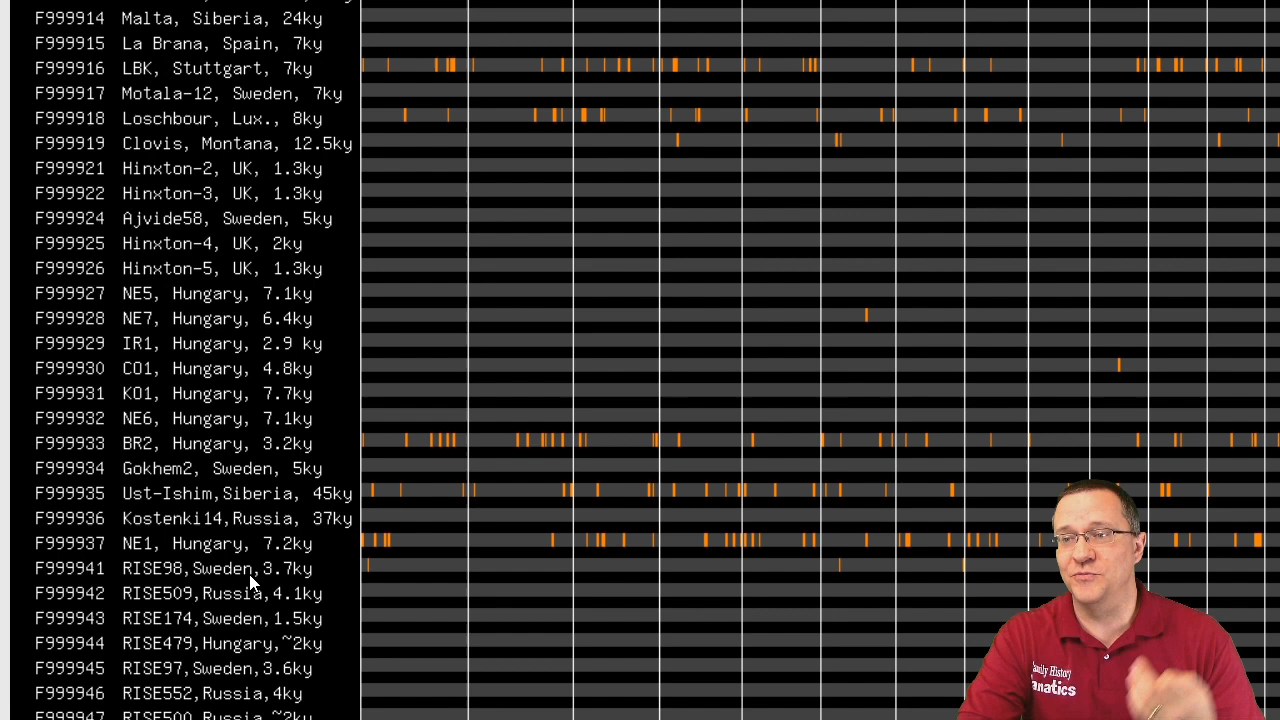 F999914 Malta, Siberia, 24ky
F999915 La Brana, Spain, 7ky
F999916 LBK, Stuttgart, 7ky
F999917 Motala-12, Sweden, 7ky
F999918 Loschbour, Lux., 8ky
F999919 Clovis, Montana, 12.5ky
F999921 Hinxton-2, UK, 1.3ky
F999922 Hinxton-3, UK, 1.3ky
F999924 Ajvide58, Sweden, 5ky
F999925 Hinxton-4, UK, 2ky
F999926 Hinxton-5, UK, 1.3ky
F999927 NE5, Hungary, 7.1ky
F999928 NE7, Hungary, 6.4ky
F999929 IR1, Hungary, 2.9 ky
F999930 CO1, Hungary, 4.8ky
F999931 KO1, Hungary, 7.7ky
F999932 NE6, Hungary, 7.1ky
F999933 BR2, Hungary, 3.2ky
F999934 Gokhem2, Sweden, 5ky
F999935 Ust-Ishim,Siberia, 45ky
F999936 Kostenki14,Russia, 37ky
F999937 NE1, Hungary, 7.2ky
F999941 RISE98,Sweden,3.7ky
F999942 RISE509,Russia,4.1ky
F999943 RISE174,Sweden,1.5ky
F999944 RISE479,Hungary,~2ky
F999945 RISE97,Sweden,3.6ky
F999946 RISE552,Russia,4ky
F999947 RISE500,Russia,~2ky
Family History
Fanatics